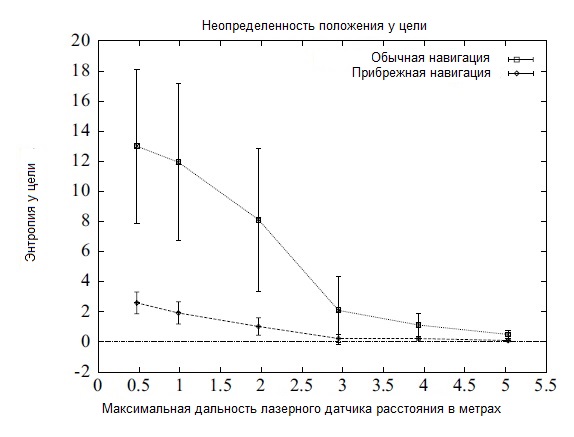 Неопределенность положения у цели
Обычная навигация
Прибрежная навигация
Энтропия у цели
20
18
16
14
12
10
8
6
4
2
0
-2
0 0.5 1 1.5 2 2.5 3 3.5 4 4.5 5 5.5
Максимальная дальность лазерного датчика расстояния в метрах